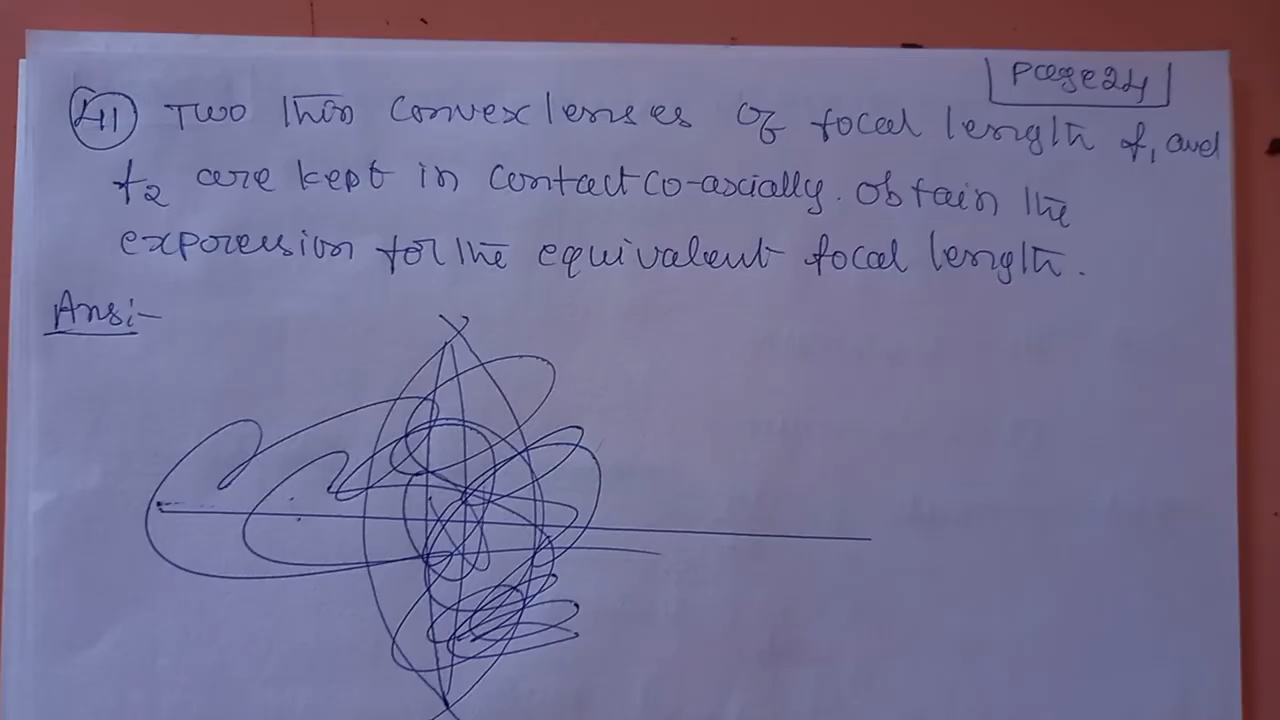 Page 24
41 Two thin convex lenses of focal length f1 and
f2 are kept in contact co-axially. Obtain the
expression for the equivalent focal length.
Ans:-